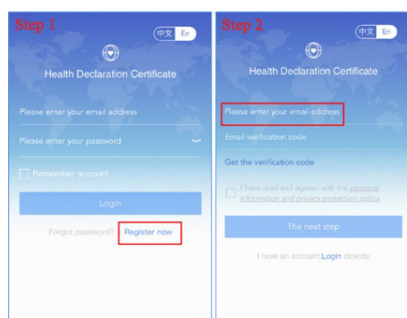 Step 1
中文 En
Health Declaration Certificate
Please enter your email address
Please enter your password
Remember account
Login
Forgot password? Register now
Step 2
中文 En
Health Declaration Certificate
Please enter your email address
Email verification code
Get the verification code
I have read and agreed with the personal
information and privacy protection policy
The next step
I have an account,Login directly